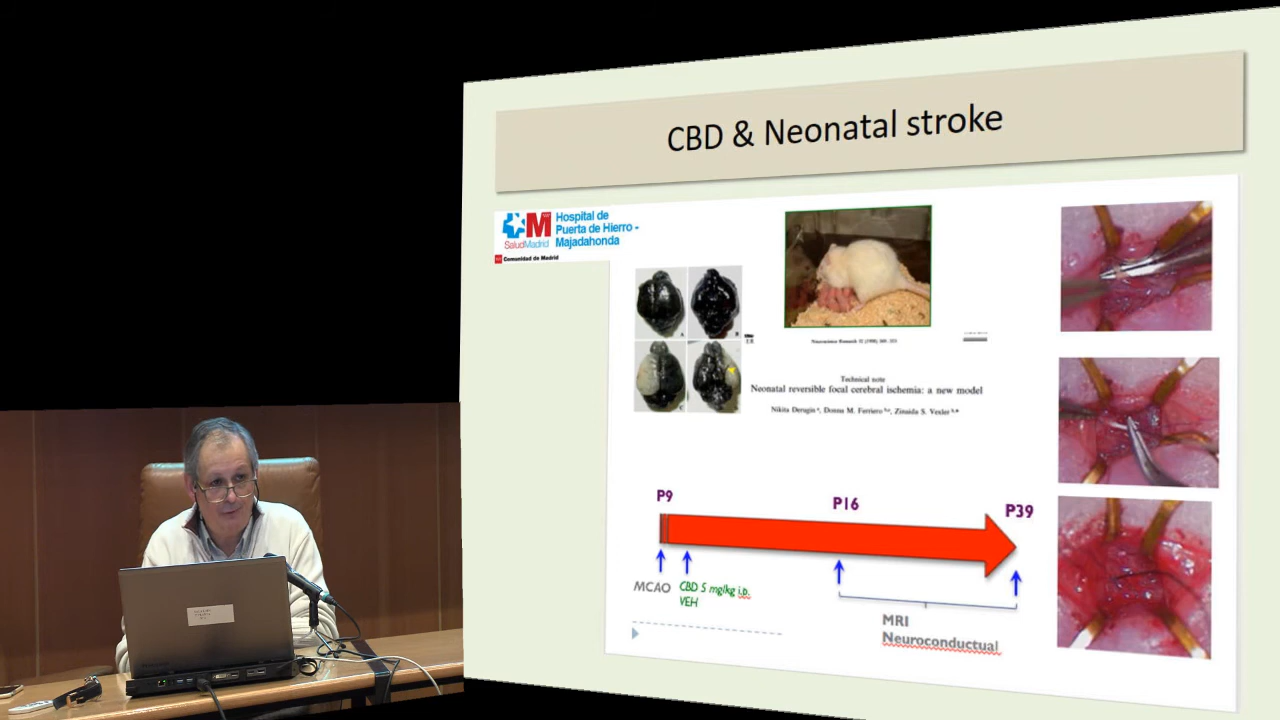 CBD & Neonatal stroke
Hospital de
Puerta de Hierro -
Majadahonda
SaludMadrid
Comunidad de Madrid
A
B
C
Technical note
Neonatal reversible focal cerebral ischemia: a new model
Nikita Derugin , Donna M. Ferriero , Zinaida S. Vexler
P9
P16
P39
MCAO
CBD 5 mg/kg i.p.
VEH
MRI
Neuroconductual